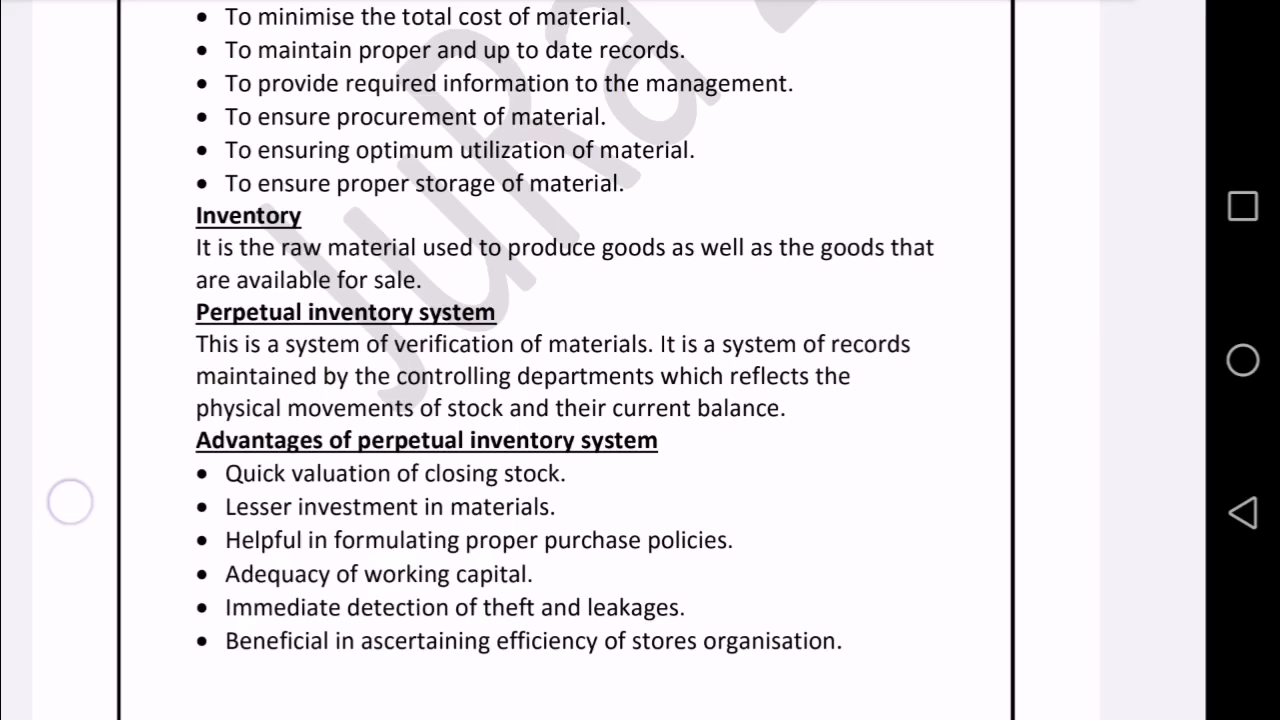 • To minimise the total cost of material.
• To maintain proper and up to date records.
• To provide required information to the management.
• To ensure procurement of material.
• To ensuring optimum utilization of material.
• To ensure proper storage of material.
Inventory
It is the raw material used to produce goods as well as the goods that
are available for sale.
Perpetual inventory system
This is a system of verification of materials. It is a system of records
maintained by the controlling departments which reflects the
physical movements of stock and their current balance.
Advantages of perpetual inventory system
• Quick valuation of closing stock.
• Lesser investment in materials.
• Helpful in formulating proper purchase policies.
• Adequacy of working capital.
• Immediate detection of theft and leakages.
• Beneficial in ascertaining efficiency of stores organisation.